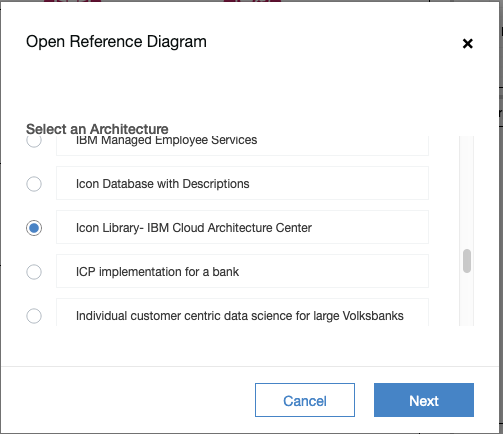 Open Reference Diagram
Select an Architecture
IBM Managed Employee Services
Icon Database with Descriptions
Icon Library- IBM Cloud Architecture Center
ICP implementation for a bank
Individual customer centric data science for large Volksbanks
Cancel
Next